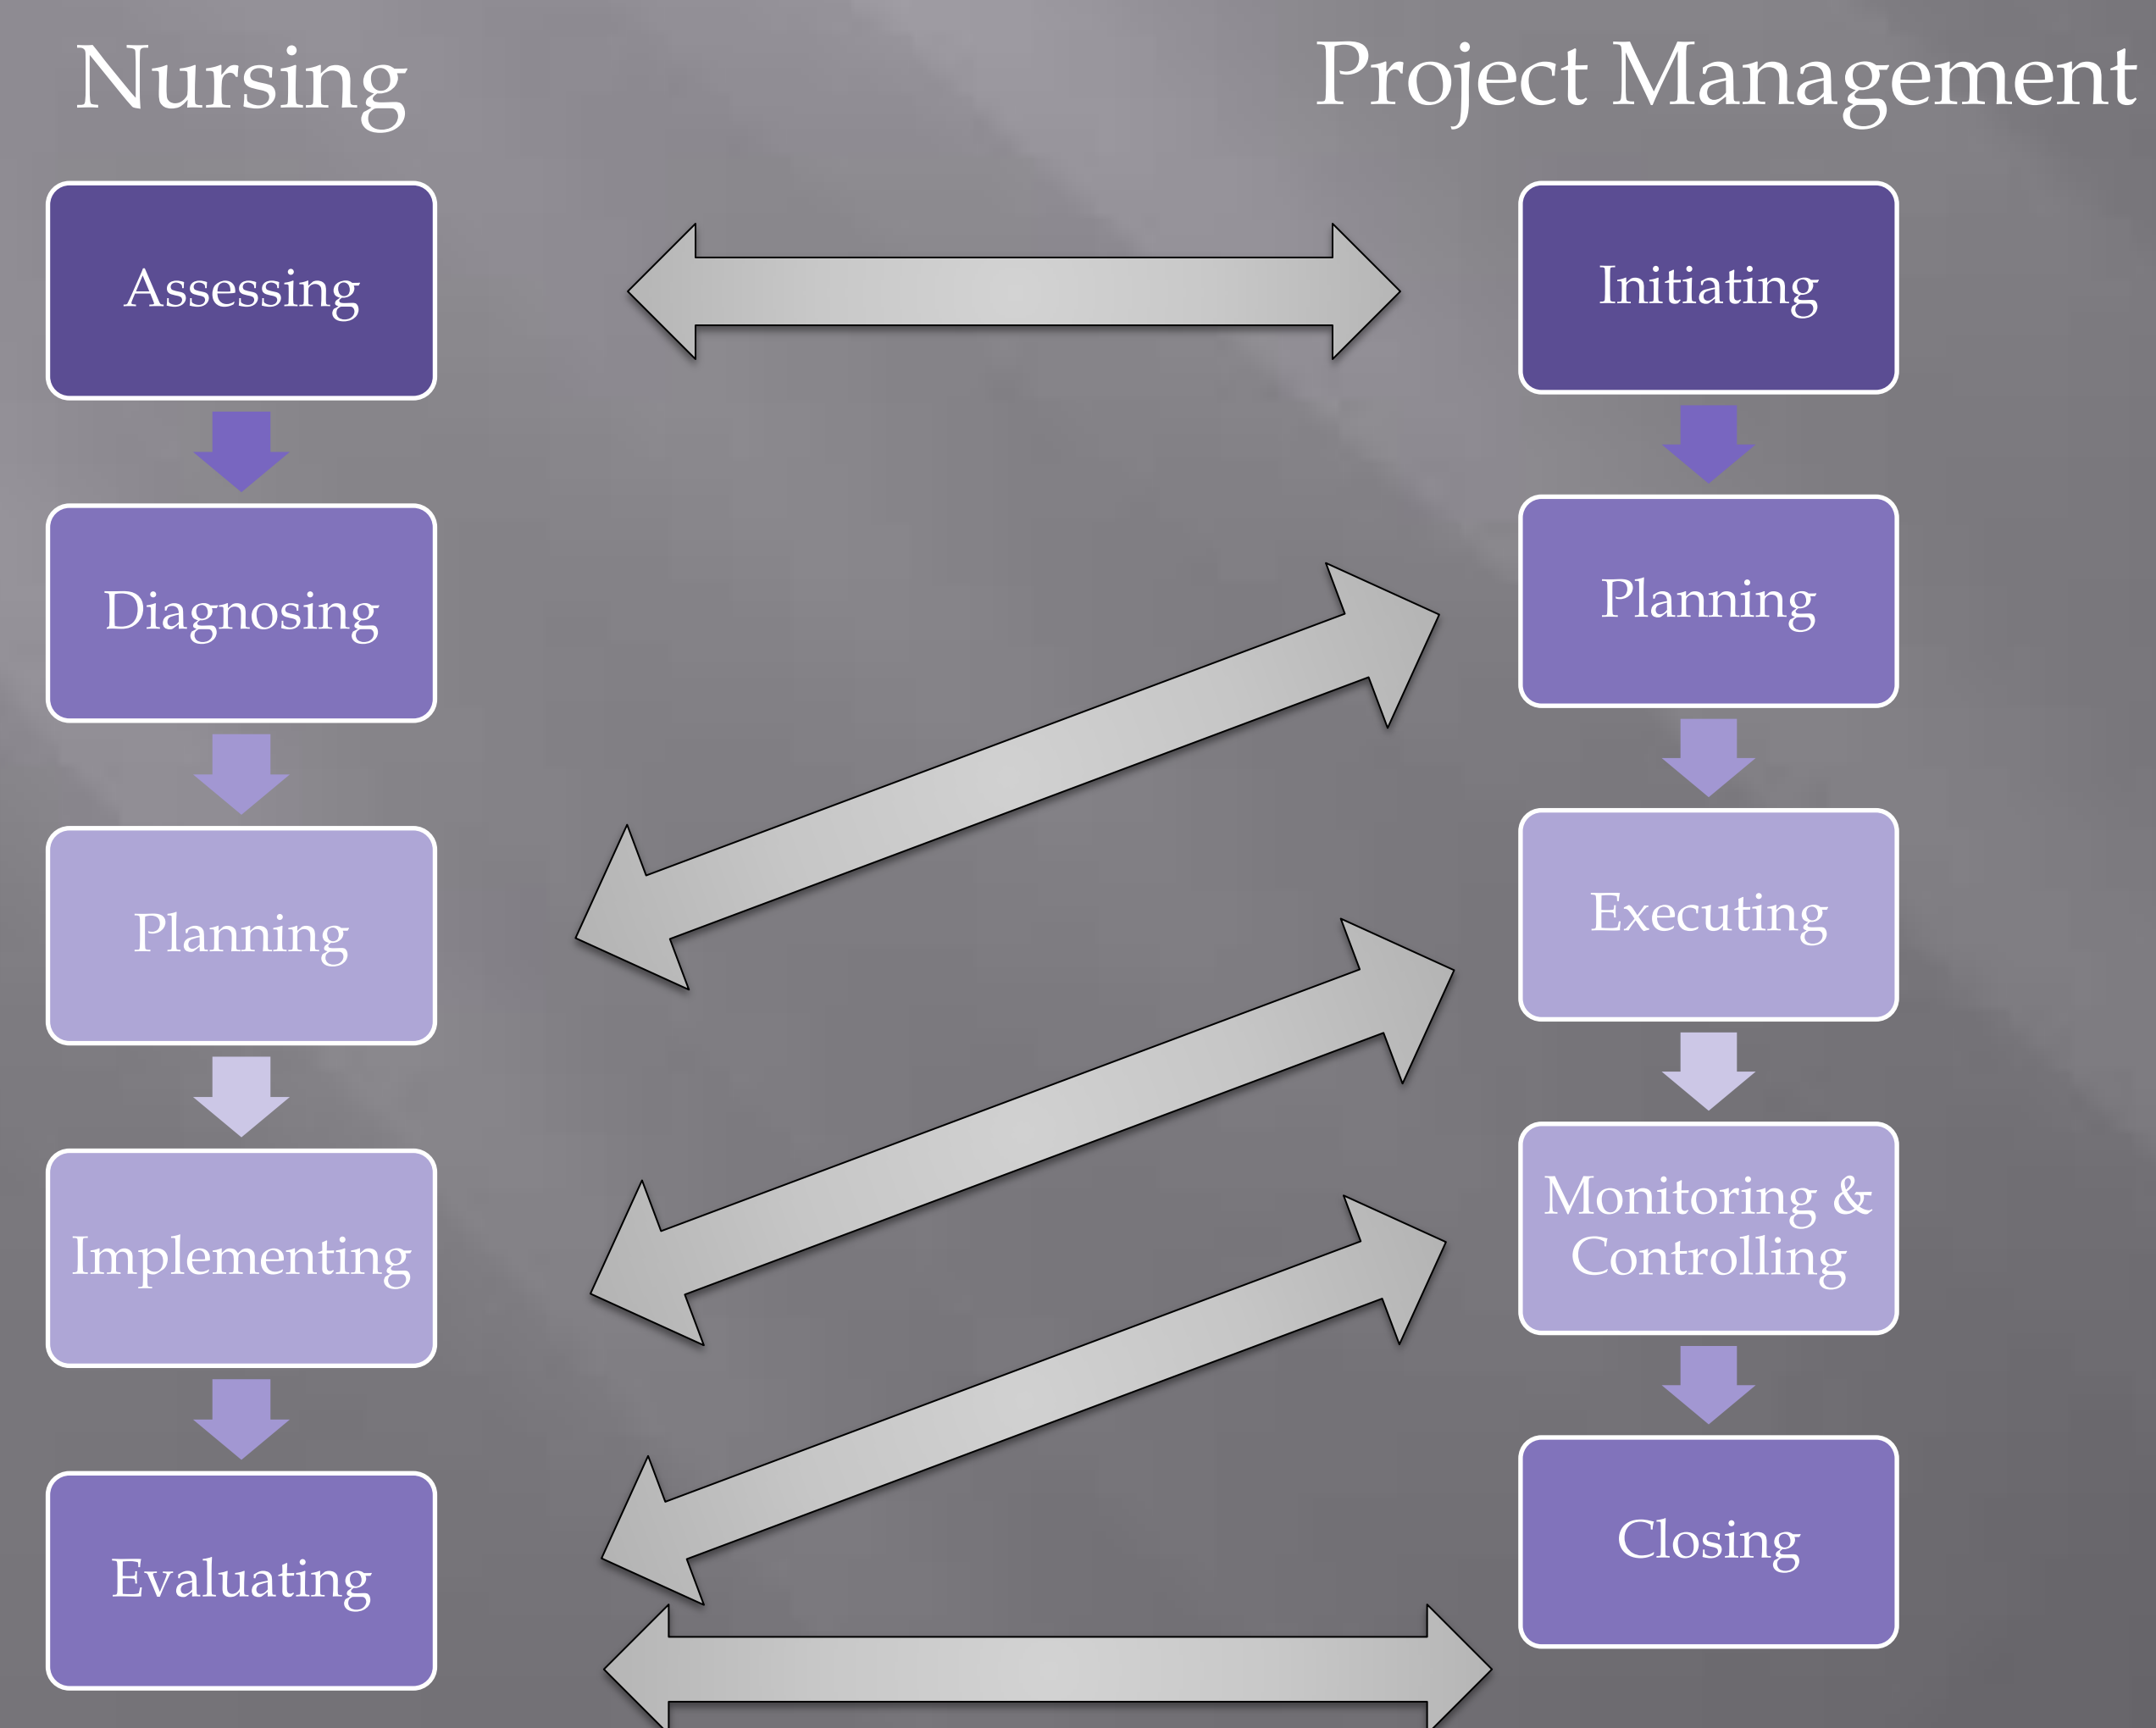 Nursing
Project Management
Assessing
Diagnosing
Planning
Implementing
Evaluating
Initiating
Planning
Executing
Monitoring &
Controlling
Closing